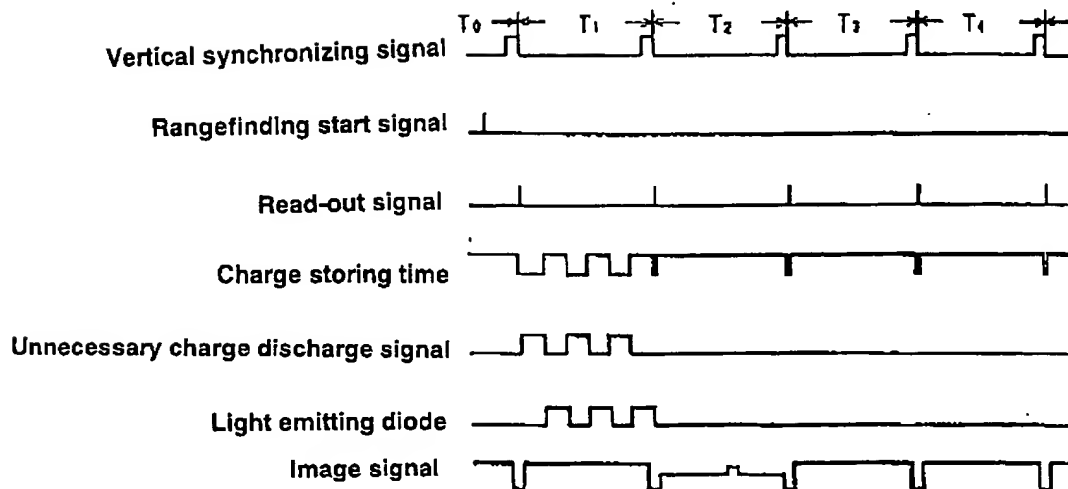 T0 T1 T2 T3 T4
Vertical synchronizing signal
Rangefinding start signal
Read-out signal
Charge storing time
Unnecessary charge discharge signal
Light emitting diode
Image signal